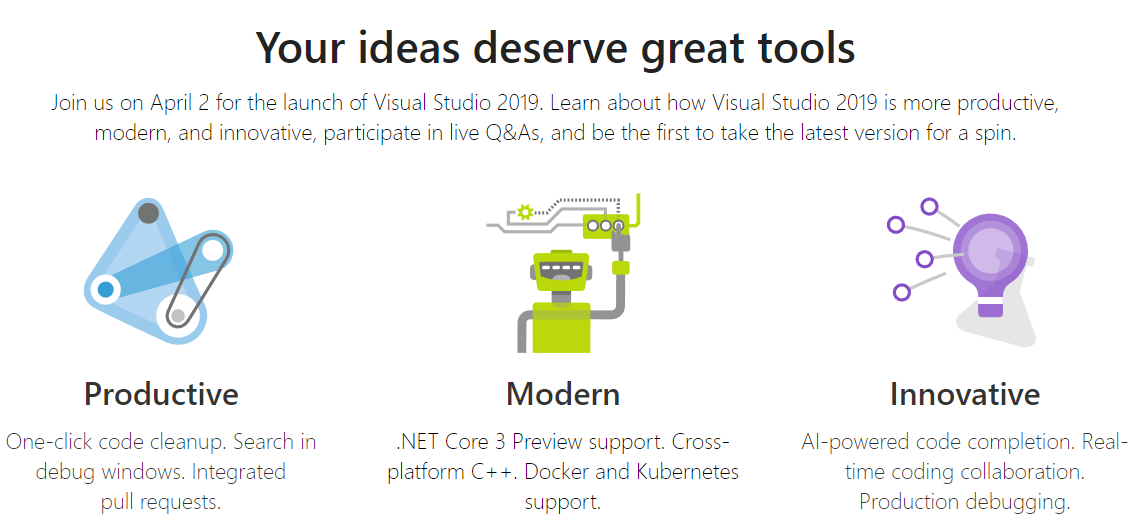 Your ideas deserve great tools
Join us on April 2 for the launch of Visual Studio 2019. Learn about how Visual Studio 2019 is more productive,
modern, and innovative, participate in live Q&As, and be the first to take the latest version for a spin.
Productive
One-click code cleanup. Search in
debug windows. Integrated
pull requests.
Modern
.NET Core 3 Preview support. Cross-
platform C++. Docker and Kubernetes
support.
Innovative
AI-powered code completion. Real-
time coding collaboration.
Production debugging.